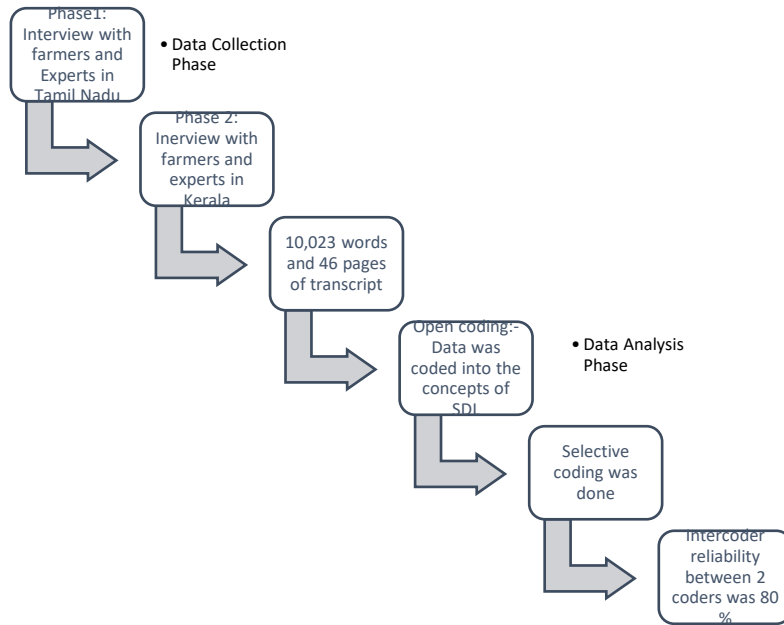 Phase1:
Interview with
farmers and
Experts in
Tamil Nadu
• Data Collection
Phase
Phase 2:
Inerview with
farmers and
experts in
Kerala
10,023 words
and 46 pages
of transcript
Open coding:-
Data was
coded into the
concepts of
SDL
• Data Analysis
Phase
Selective
coding was
done
Intercoder
reliability
between 2
coders was 80
%